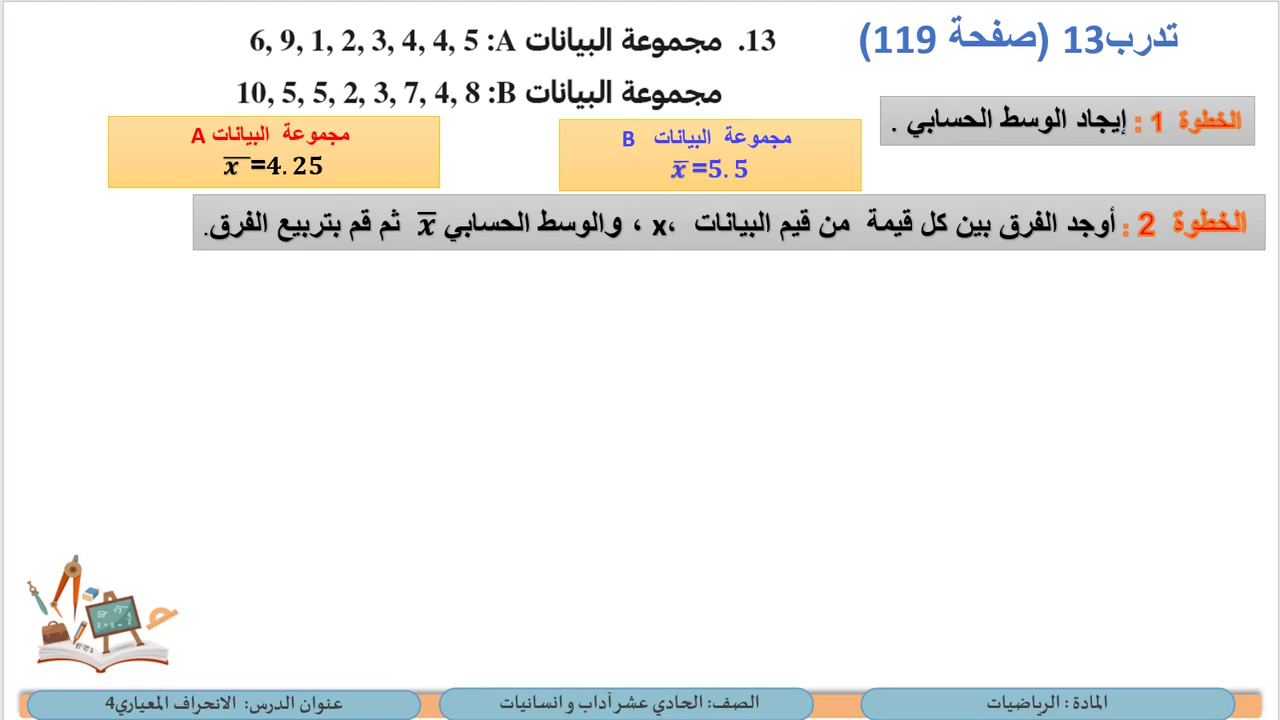 تدرب13 (صفحة 119)
13. مجموعة البيانات A: 6, 9, 1, 2, 3, 4, 4, 5
مجموعة البيانات B: 10, 5, 5, 2, 3, 7, 4, 8
الخطوة 1 : إيجاد الوسط الحسابي .
مجموعة البيانات B
x̅ =5.5
مجموعة البيانات A
x̅ =4.25
الخطوة 2 : أوجد الفرق بين كل قيمة من قيم البيانات x، ، والوسط الحسابي x̅ ثم قم بتربيع الفرق.
المادة : الرياضيات
الصف: الحادي عشر آداب و انسانيات
عنوان الدرس: الانحراف المعياري4